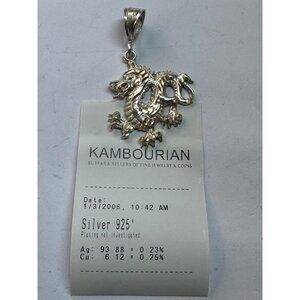 KAMBOURIAN
BUYERS & SELLERS OF FINE JEWELRY & COINS
Date:
1/3/2006, 10:42 AM
Silver 925*
Plating not investigated
Ag: 93.88 ± 0.23%
Cu: 6.12 ± 0.25%